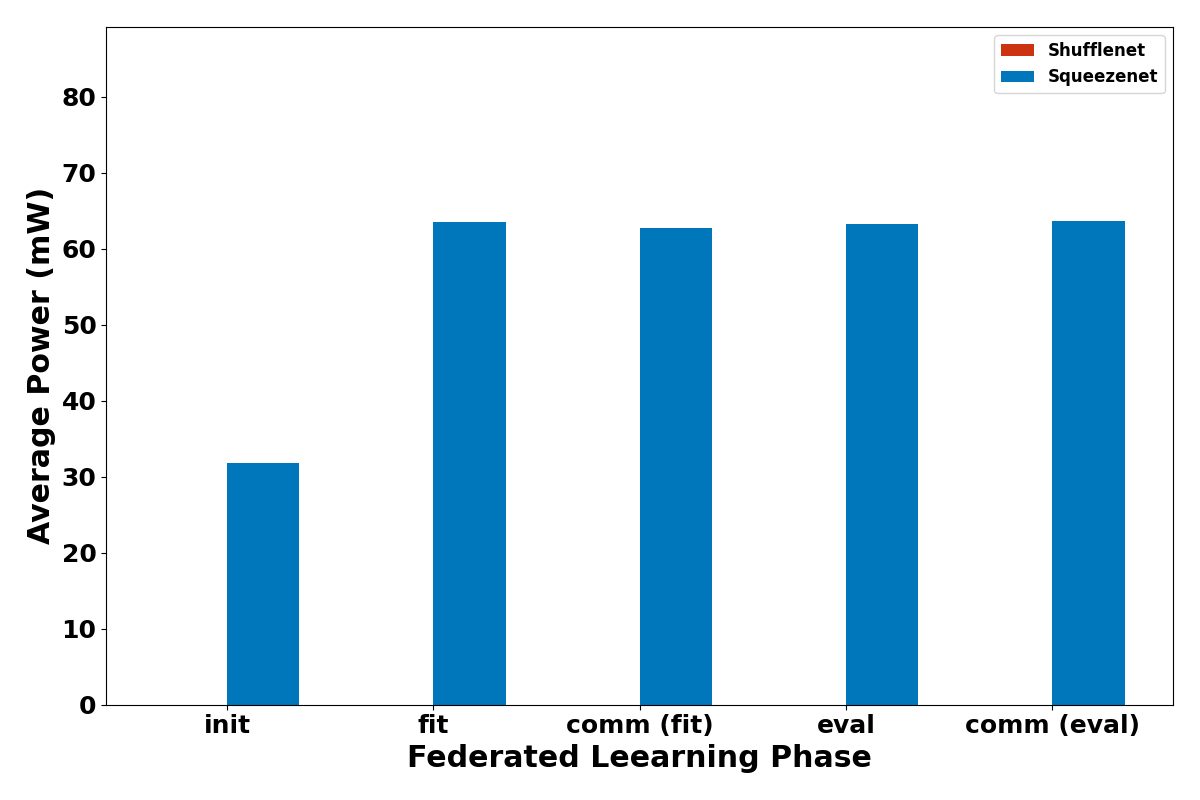 Shufflenet
Squeezenet
Average Power (mW)
80
70
60
50
40
30
20
10
0
init fit comm (fit) eval comm (eval)
Federated Leearning Phase